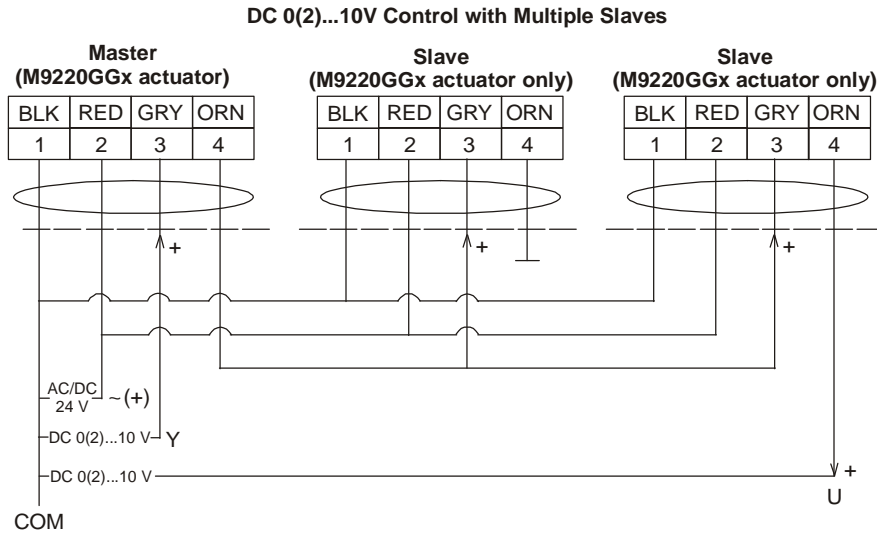 DC 0(2)...10V Control with Multiple Slaves
Master
(M9220GGx actuator)
Slave
(M9220GGx actuator only)
Slave
(M9220GGx actuator only)
BLK RED GRY ORN
1 2 3 4
BLK RED GRY ORN
1 2 3 4
BLK RED GRY ORN
1 2 3 4
+
+
+
AC/DC
24 V
~(+)
DC 0(2)...10 V
Y
DC 0(2)...10 V
+
U
COM